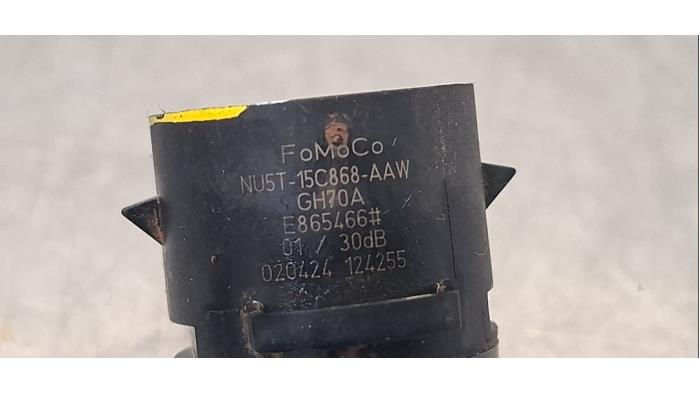 FoMoCo
NU5T-15C868-AAW
GH70A
E865466#
01 / 30dB
020424 124255